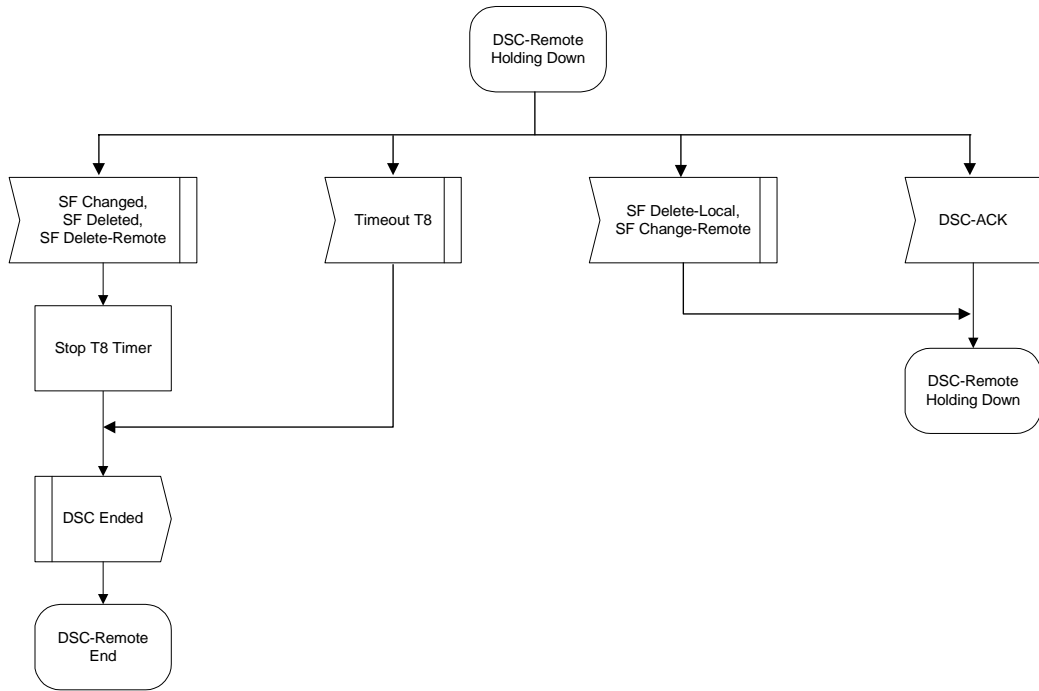 DSC-Remote
Holding Down
SF Changed,
SF Deleted,
SF Delete-Remote
Timeout T8
SF Delete-Local,
SF Change-Remote
DSC-ACK
Stop T8 Timer
DSC-Remote
Holding Down
DSC Ended
DSC-Remote
End